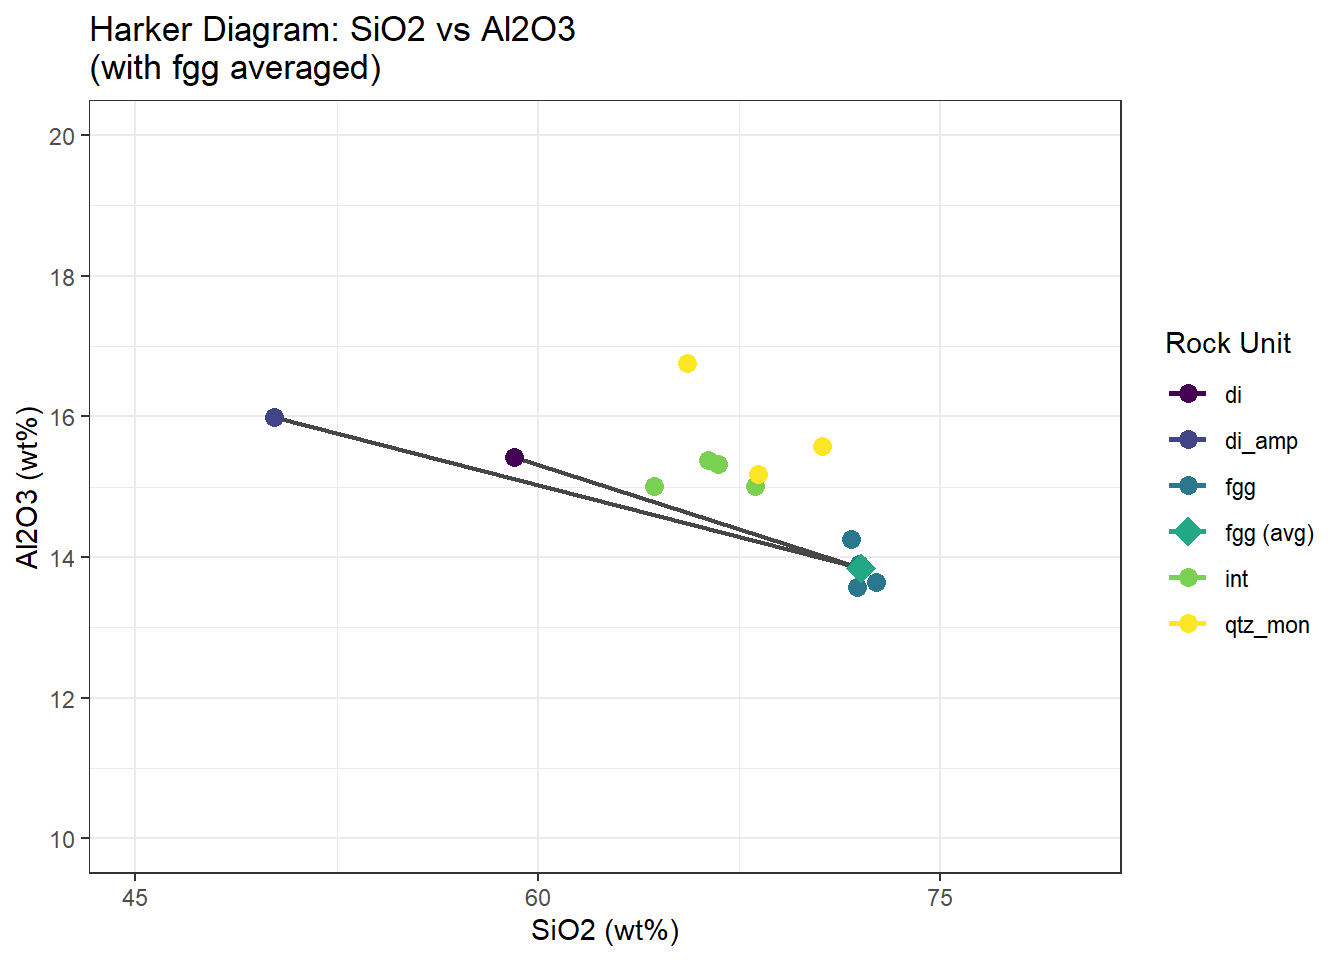 Harker Diagram: SiO2 vs Al2O3
(with fgg averaged)
20
18
16
14
12
10
Al2O3 (wt%)
45
60
75
SiO2 (wt%)
Rock Unit
di
di_amp
fgg
fgg (avg)
int
qtz_mon